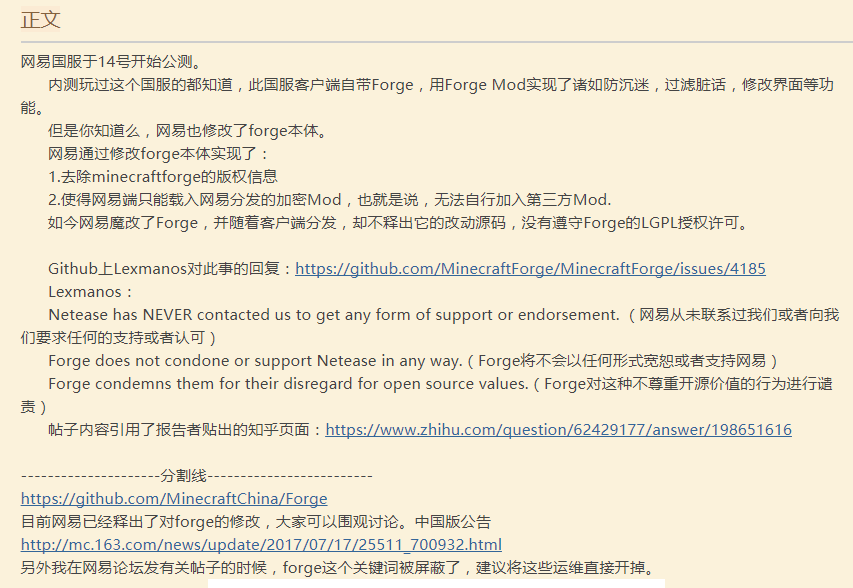 正文
网易国服于14号开始公测。
内测玩过这个国服的都知道，此国服客户端自带Forge，用Forge Mod实现了诸如防沉迷，过滤脏话，修改界面等功
能。
但是你知道么，网易也修改了forge本体。
网易通过修改forge本体实现了：
1.去除minecraftforge的版权信息
2.使得网易端只能载入网易分发的加密Mod，也就是说，无法自行加入第三方Mod.
如今网易魔改了Forge，并随着客户端分发，却不释出它的改动源码，没有遵守Forge的LGPL授权许可。
Github上Lexmanos对此事的回复：https://github.com/MinecraftForge/MinecraftForge/issues/4185
Lexmanos：
Netease has NEVER contacted us to get any form of support or endorsement. （网易从未联系过我们或者向我
们要求任何的支持或者认可）
Forge does not condone or support Netease in any way.（Forge将不会以任何形式宽恕或者支持网易）
Forge condemns them for their disregard for open source values.（Forge对这种不尊重开源价值的行为进行谴
责）
帖子内容引用了报告者贴出的知乎页面：https://www.zhihu.com/question/62429177/answer/198651616
---------------------分割线-------------------------
https://github.com/MinecraftChina/Forge
目前网易已经释出了对forge的修改，大家可以围观讨论。中国版公告
http://mc.163.com/news/update/2017/07/17/25511_700932.html
另外我在网易论坛发有关帖子的时候，forge这个关键词被屏蔽了，建议将这些运维直接开掉。